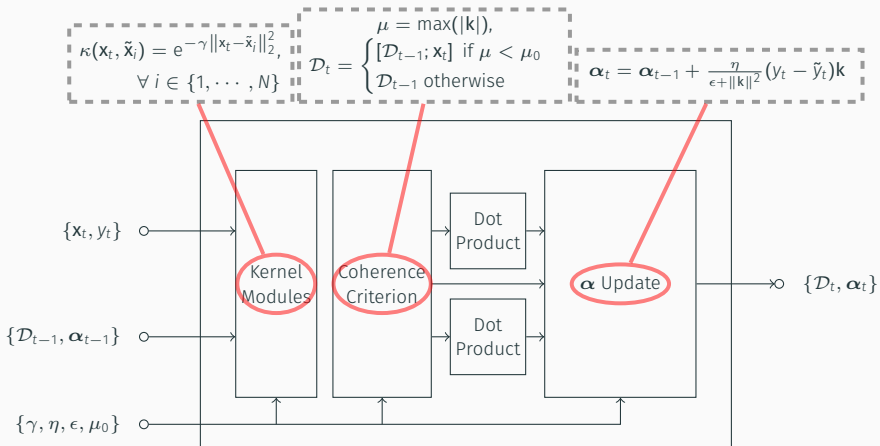 κ(x_t, x̃_i) = e^{−γ‖x_t−x̃_i‖₂²},
∀ i ∈ {1, ⋯ , N}
μ = max(|k|),
𝒟_t = { [𝒟_{t−1}; x_t] if μ < μ_0
𝒟_{t−1} otherwise
α_t = α_{t−1} + η/(ϵ+‖k‖²) (y_t − ỹ_t)k
{x_t, y_t}
{𝒟_{t−1}, α_{t−1}}
{γ, η, ϵ, μ_0}
Kernel
Modules
Coherence
Criterion
Dot
Product
Dot
Product
α Update
{𝒟_t, α_t}